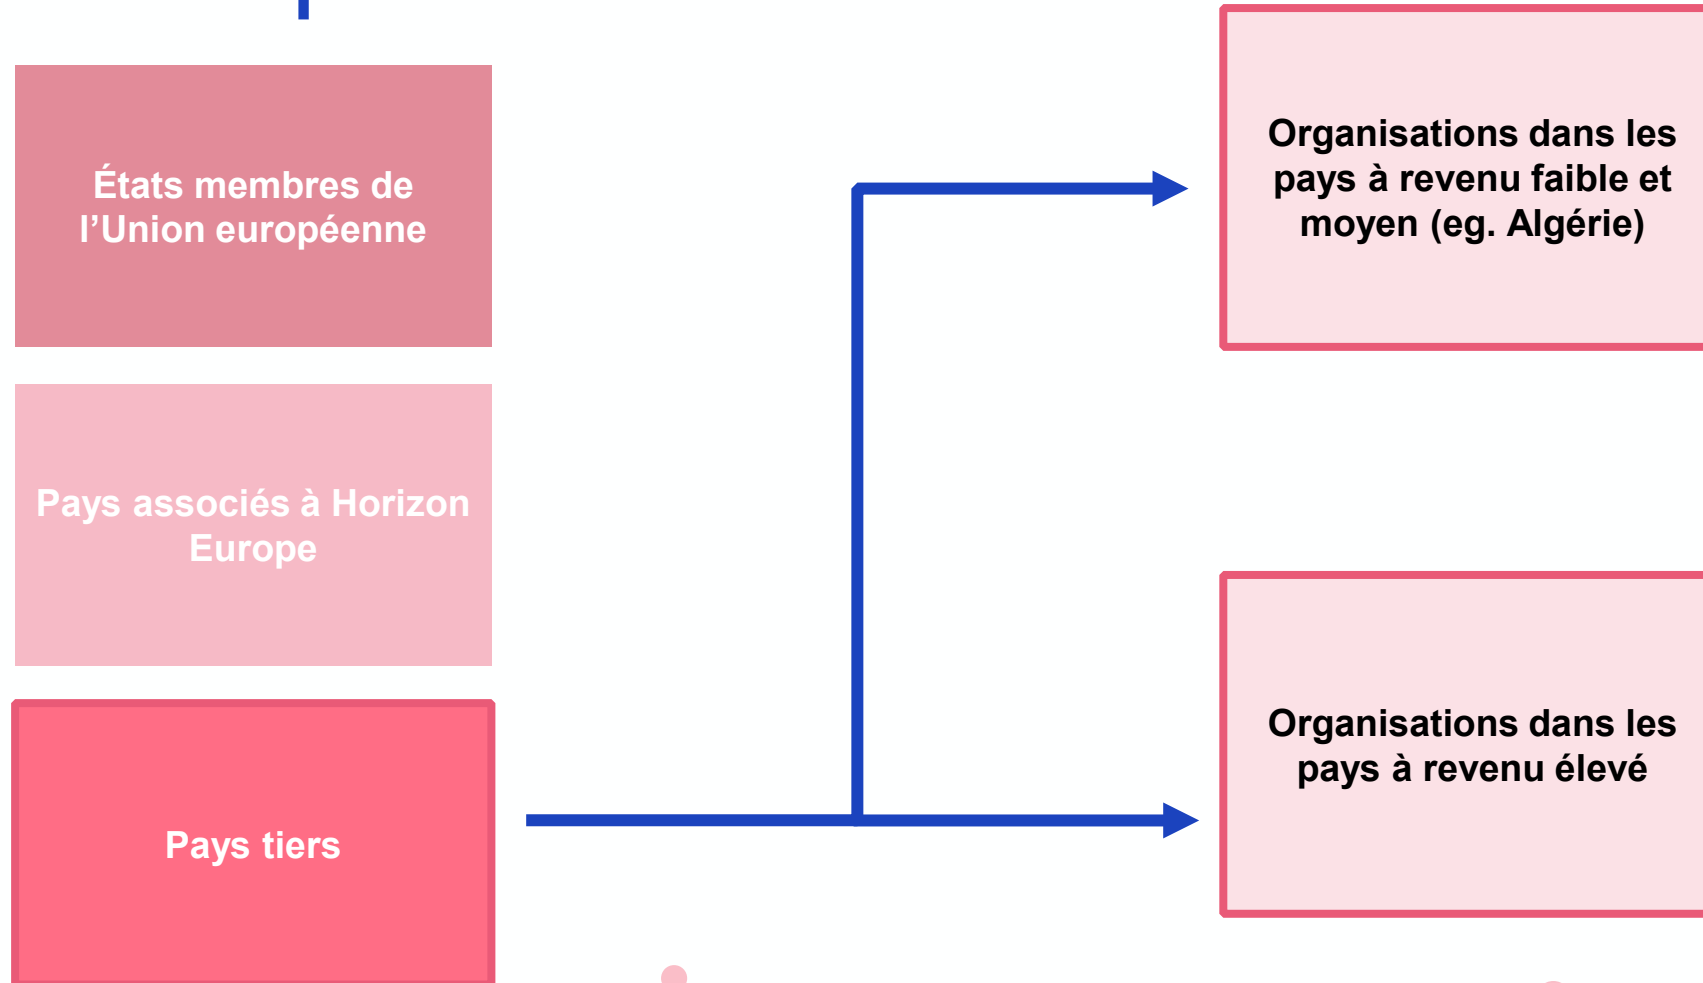 États membres de
l’Union européenne
Pays associés à Horizon
Europe
Pays tiers
Organisations dans les
pays à revenu faible et
moyen (eg. Algérie)
Organisations dans les
pays à revenu élevé